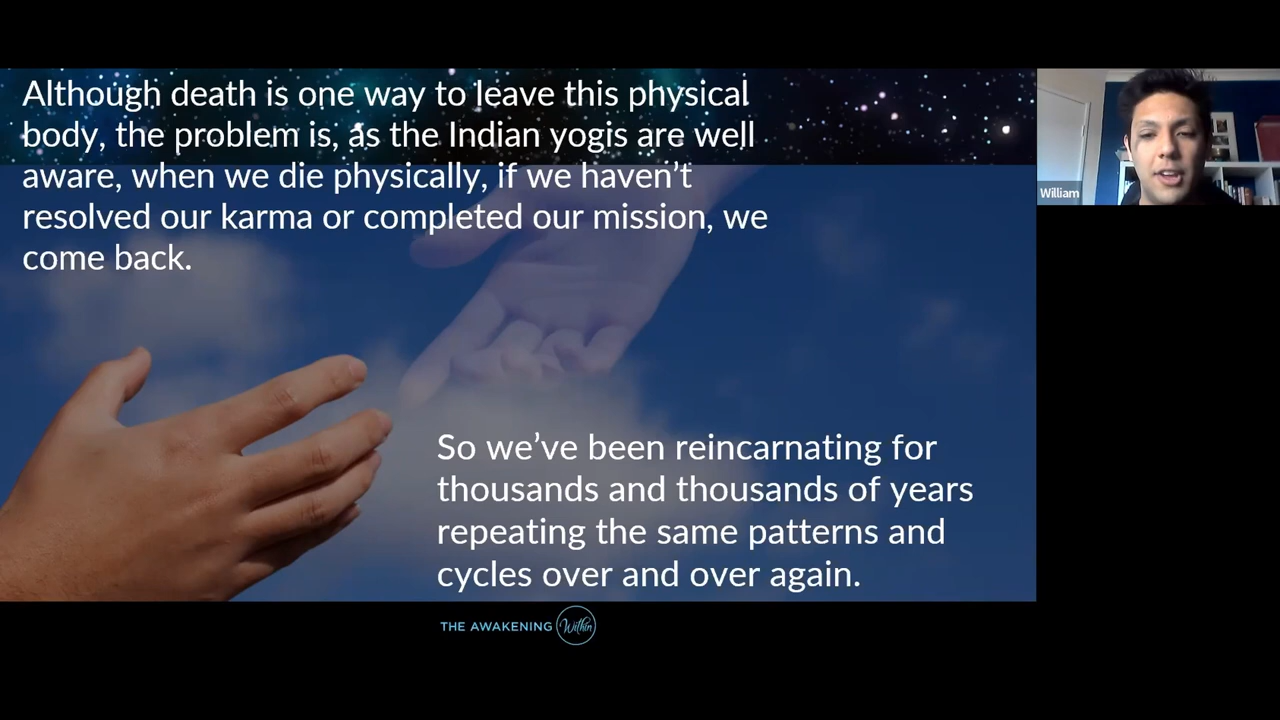 Although death is one way to leave this physical
body, the problem is, as the Indian yogis are well
aware, when we die physically, if we haven’t
resolved our karma or completed our mission, we
come back.
William
So we’ve been reincarnating for
thousands and thousands of years
repeating the same patterns and
cycles over and over again.
THE AWAKENING Within